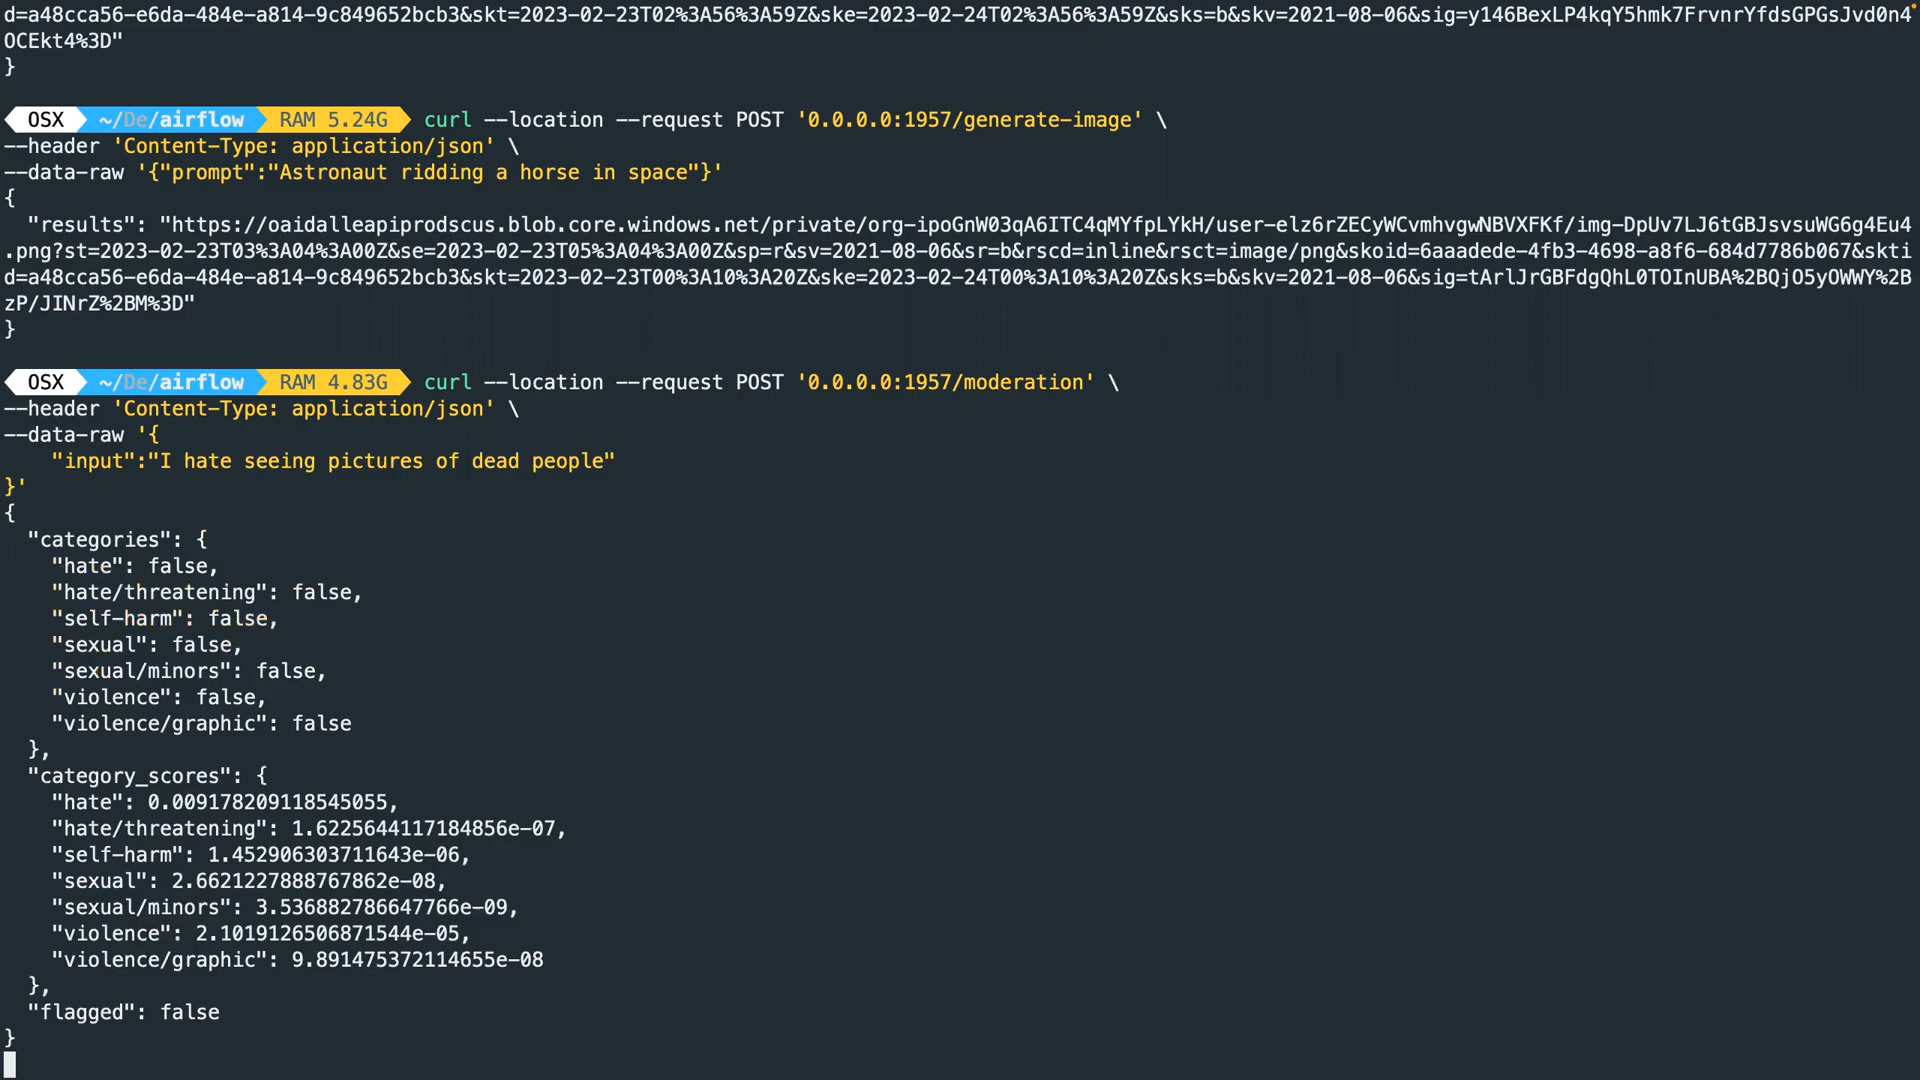 d=a48cca56-e6da-484e-a814-9c849652bcb3&skt=2023-02-23T02%3A56%3A59Z&ske=2023-02-24T02%3A56%3A59Z&sks=b&skv=2021-08-06&sig=y146BexLP4kqY5hmk7FrvnrYfdsGPGsJvd0n4
OCEkt4%3D"
}
OSX ~/De/airflow RAM 5.24G curl --location --request POST '0.0.0.0:1957/generate-image' \
--header 'Content-Type: application/json' \
--data-raw '{"prompt":"Astronaut ridding a horse in space"}'
{
"results": "https://oaidalleapiprodscus.blob.core.windows.net/private/org-ipoGnW03qA6ITC4qMYfpLYkH/user-elz6rZECyWCvmhvgwNBVXFKf/img-DpUv7LJ6tGBJsvsuWG6g4Eu4
.png?st=2023-02-23T03%3A04%3A00Z&se=2023-02-23T05%3A04%3A00Z&sp=r&sv=2021-08-06&sr=b&rscd=inline&rsct=image/png&skoid=6aaadede-4fb3-4698-a8f6-684d7786b067&skti
d=a48cca56-e6da-484e-a814-9c849652bcb3&skt=2023-02-23T00%3A10%3A20Z&ske=2023-02-24T00%3A10%3A20Z&sks=b&skv=2021-08-06&sig=tArlJrGBFdgQhL0TOInUBA%2BQjO5yOWWY%2B
zP/JINrZ%2BM%3D"
}
OSX ~/De/airflow RAM 4.83G curl --location --request POST '0.0.0.0:1957/moderation' \
--header 'Content-Type: application/json' \
--data-raw '{
"input":"I hate seeing pictures of dead people"
}'
{
"categories": {
"hate": false,
"hate/threatening": false,
"self-harm": false,
"sexual": false,
"sexual/minors": false,
"violence": false,
"violence/graphic": false
},
"category_scores": {
"hate": 0.009178209118545055,
"hate/threatening": 1.6225644117184856e-07,
"self-harm": 1.452906303711643e-06,
"sexual": 2.6621227888767862e-08,
"sexual/minors": 3.536882786647766e-09,
"violence": 2.1019126506871544e-05,
"violence/graphic": 9.891475372114655e-08
},
"flagged": false
}